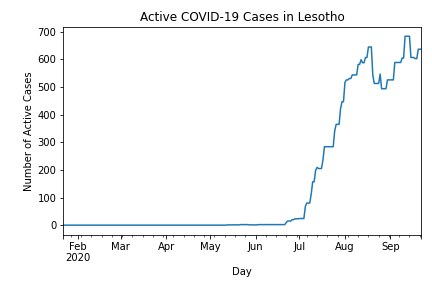 Active COVID-19 Cases in Lesotho
Number of Active Cases
700
600
500
400
300
200
100
0
Feb Mar Apr May Jun Jul Aug Sep
2020
Day